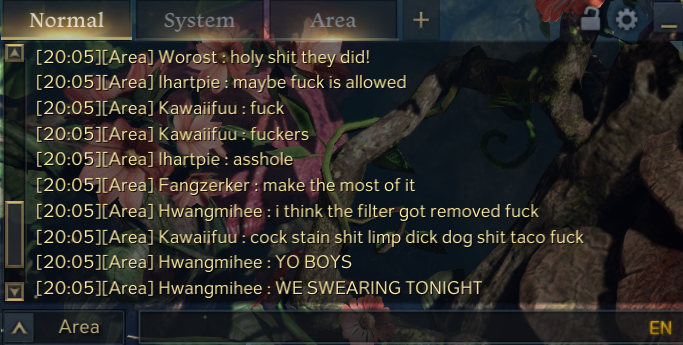 Normal System Area +
[20:05][Area] Worost : holy shit they did!
[20:05][Area] Ihartpie : maybe fuck is allowed
[20:05][Area] Kawaiifuu : fuck
[20:05][Area] Kawaiifuu : fuckers
[20:05][Area] Ihartpie : asshole
[20:05][Area] Fangzerker : make the most of it
[20:05][Area] Hwangmihee : i think the filter got removed fuck
[20:05][Area] Kawaiifuu : cock stain shit limp dick dog shit taco fuck
[20:05][Area] Hwangmihee : YO BOYS
[20:05][Area] Hwangmihee : WE SWEARING TONIGHT
Area EN